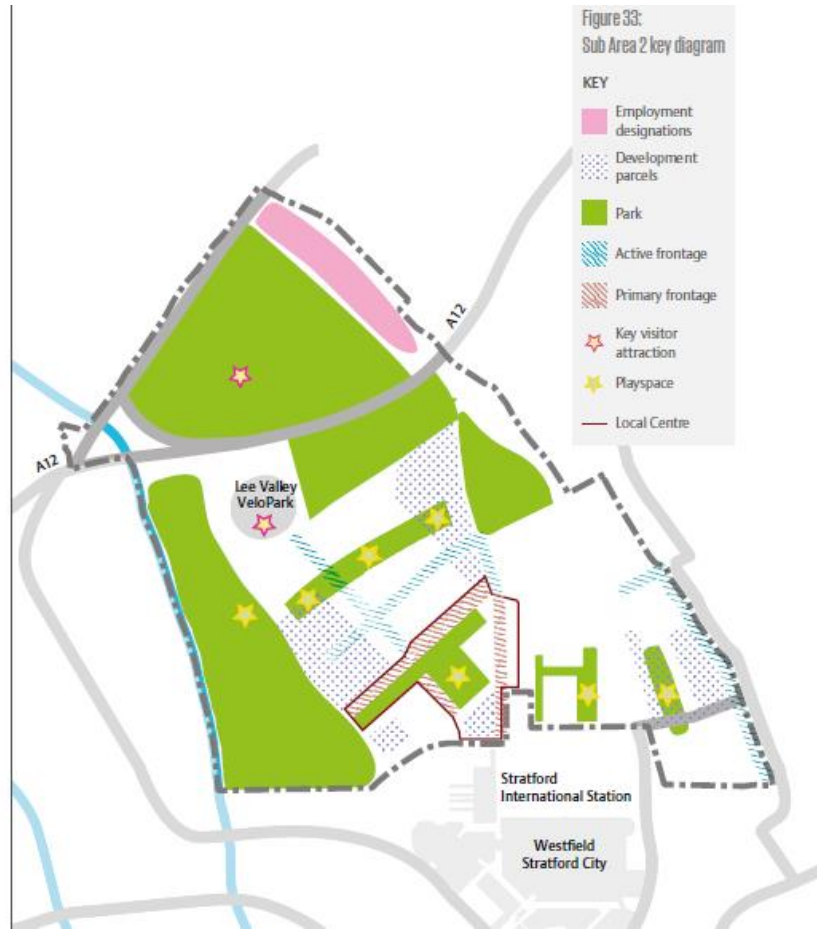 Figure 33:
Sub Area 2 key diagram
KEY
Employment
designations
Development
parcels
Park
Active frontage
Primary frontage
Key visitor
attraction
Playspace
Local Centre
A12
A12
Lee Valley
VeloPark
Stratford
International Station
Westfield
Stratford City